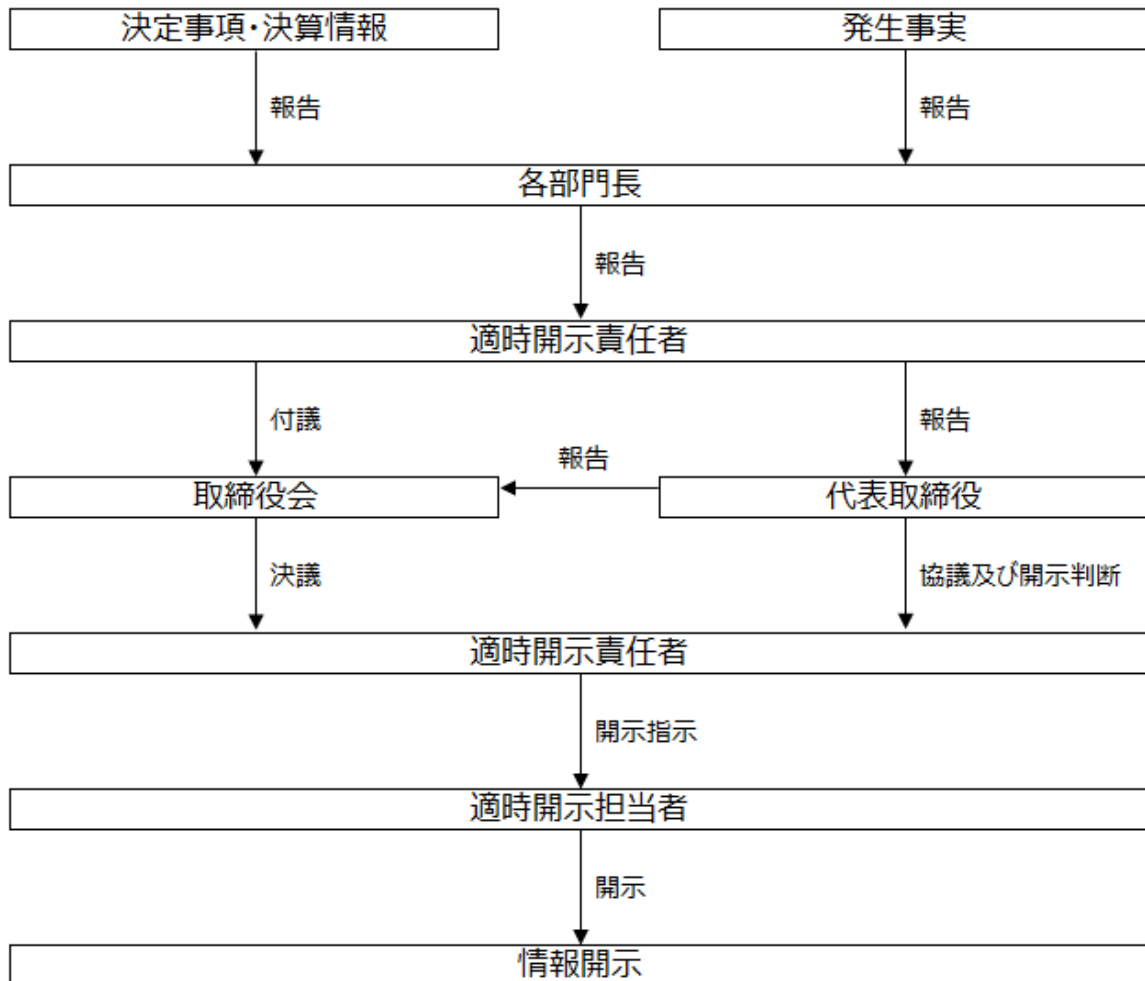 決定事項・決算情報
発生事実
報告
報告
各部門長
報告
適時開示責任者
付議
報告
報告
取締役会
代表取締役
決議
協議及び開示判断
適時開示責任者
開示指示
適時開示担当者
開示
情報開示